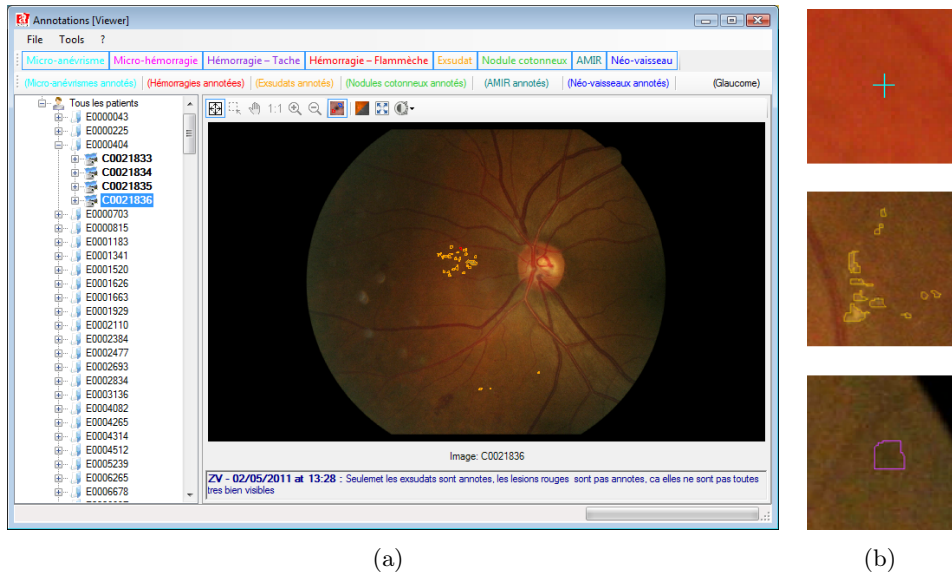 Annotations [Viewer]
File Tools ?
Micro-anévrisme Micro-hémorragie Hémorragie – Tache Hémorragie – Flammèche Exsudat Nodule cotonneux AMIR Néo-vaisseau
(Micro-anévrismes annotés) (Hémorragies annotées) (Exsudats annotés) (Nodules cotonneux annotés) (AMIR annotés) (Néo-vaisseaux annotés) (Glaucome)
Tous les patients
E0000043
E0000225
E0000404
C0021833
C0021834
C0021835
C0021836
E0000703
E0000815
E0001183
E0001341
E0001520
E0001626
E0001663
E0001929
E0002110
E0002384
E0002477
E0002693
E0002834
E0003136
E0004082
E0004265
E0004314
E0004512
E0005239
E0006265
E0006678
1:1
Image: C0021836
ZV - 02/05/2011 at 13:28 : Seulemet les exsudats sont annotes, les lesions rouges sont pas annotes, ca elles ne sont pas toutes
tres bien visibles
(a)
(b)